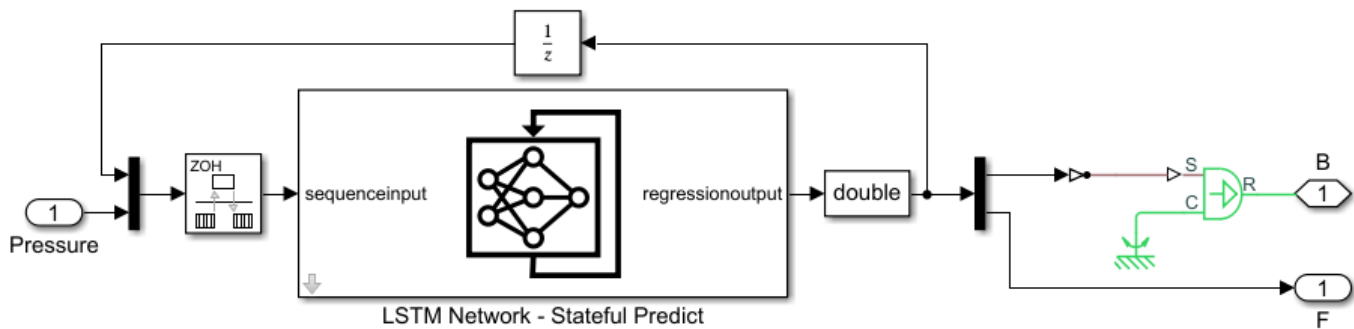 1
z
ZOH
sequenceinput
regressionoutput
double
1
Pressure
LSTM Network - Stateful Predict
S
C
R
B
1
1
F